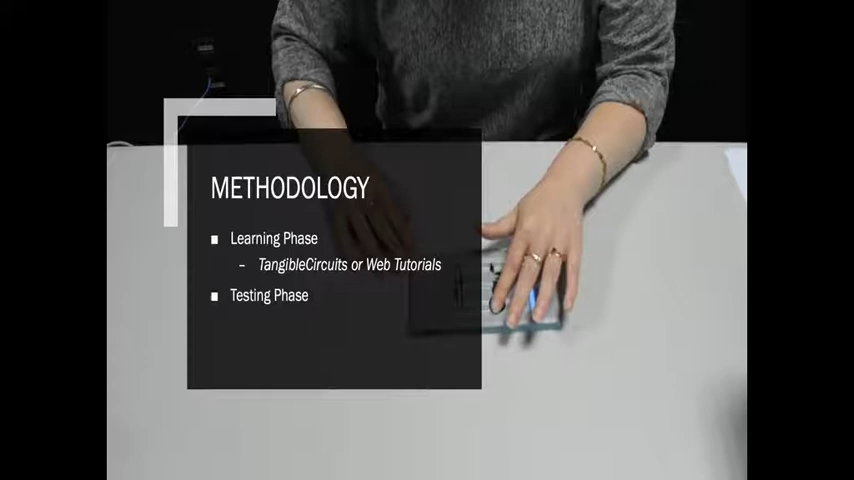 METHODOLOGY
Learning Phase
– TangibleCircuits or Web Tutorials
Testing Phase